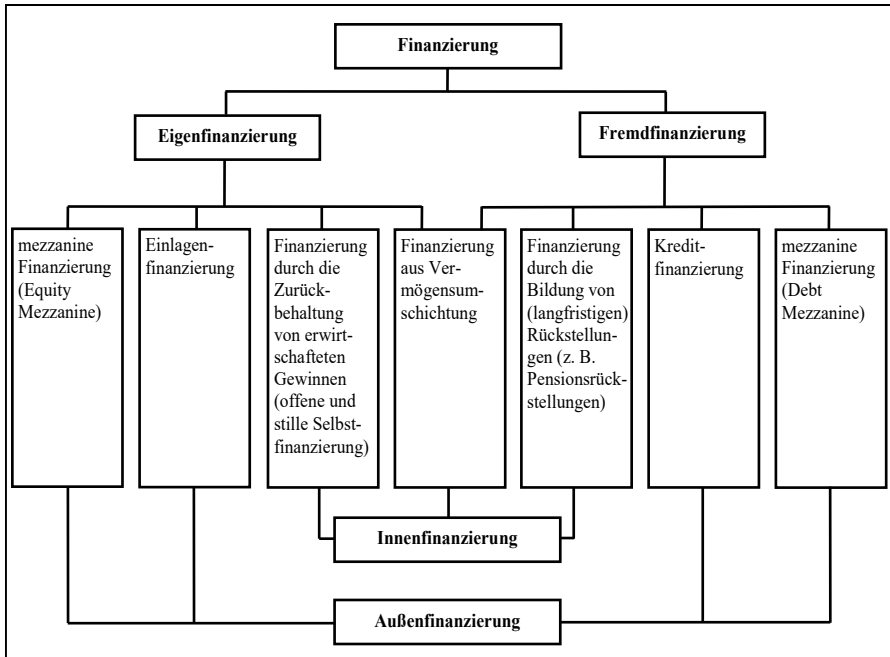 Finanzierung
Eigenfinanzierung
Fremdfinanzierung
mezzanine
Finanzierung
(Equity
Mezzanine)
Einlagen-
finanzierung
Finanzierung
durch die
Zurück-
behaltung
von erwirt-
schafteten
Gewinnen
(offene und
stille Selbst-
finanzierung)
Finanzierung
aus Ver-
mögensum-
schichtung
Finanzierung
durch die
Bildung von
(langfristigen)
Rückstellun-
gen (z. B.
Pensionsrück-
stellungen)
Kredit-
finanzierung
mezzanine
Finanzierung
(Debt
Mezzanine)
Innenfinanzierung
Außenfinanzierung